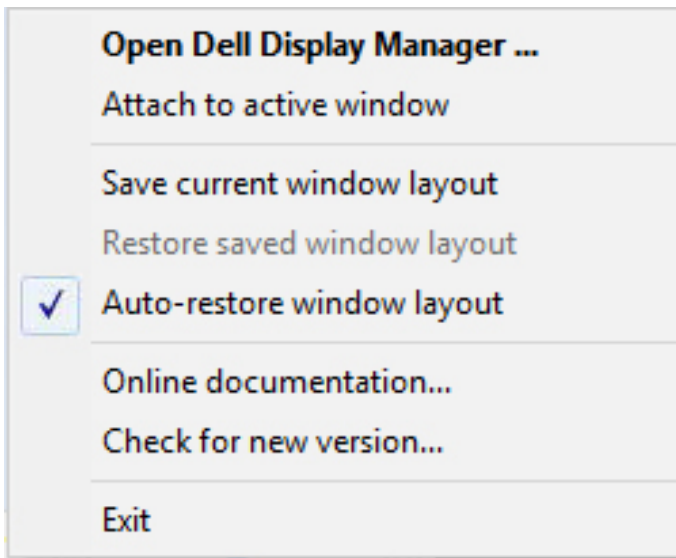 Open Dell Display Manager ...
Attach to active window
Save current window layout
Restore saved window layout
Auto-restore window layout
Online documentation...
Check for new version...
Exit